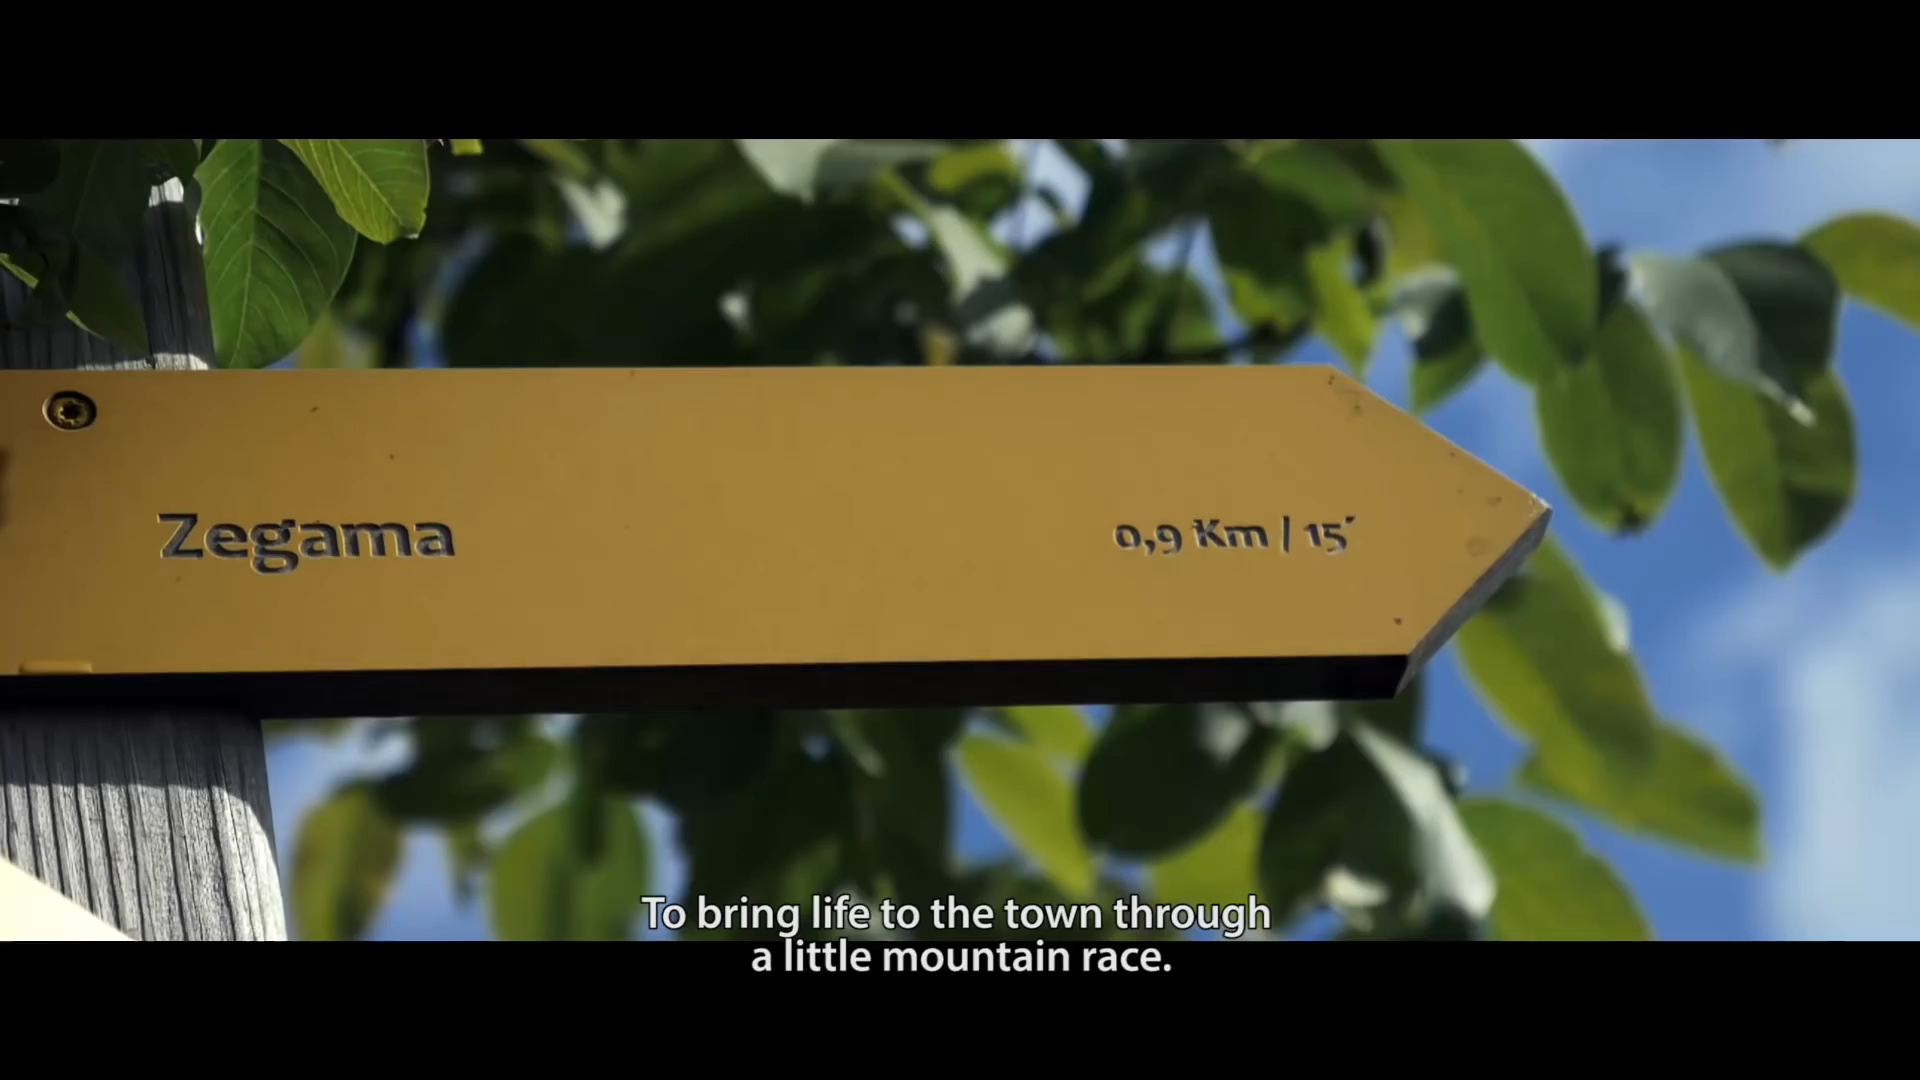 Zegama
0,9 Km | 15´
To bring life to the town through
a little mountain race.